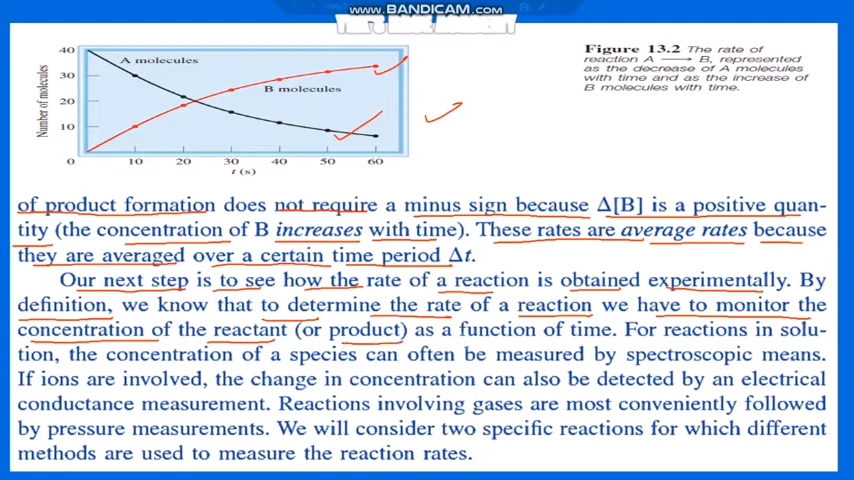 WWW.BANDICAM.COM
40
30
20
10
0
A molecules
B molecules
Number of molecules
10 20 30 40 50 60
t (s)
Figure 13.2 The rate of
reaction A ⟶ B, represented
as the decrease of A molecules
with time and as the increase of
B molecules with time.
of product formation does not require a minus sign because Δ[B] is a positive quan-
tity (the concentration of B increases with time). These rates are average rates because
they are averaged over a certain time period Δt.
Our next step is to see how the rate of a reaction is obtained experimentally. By
definition, we know that to determine the rate of a reaction we have to monitor the
concentration of the reactant (or product) as a function of time. For reactions in solu-
tion, the concentration of a species can often be measured by spectroscopic means.
If ions are involved, the change in concentration can also be detected by an electrical
conductance measurement. Reactions involving gases are most conveniently followed
by pressure measurements. We will consider two specific reactions for which different
methods are used to measure the reaction rates.